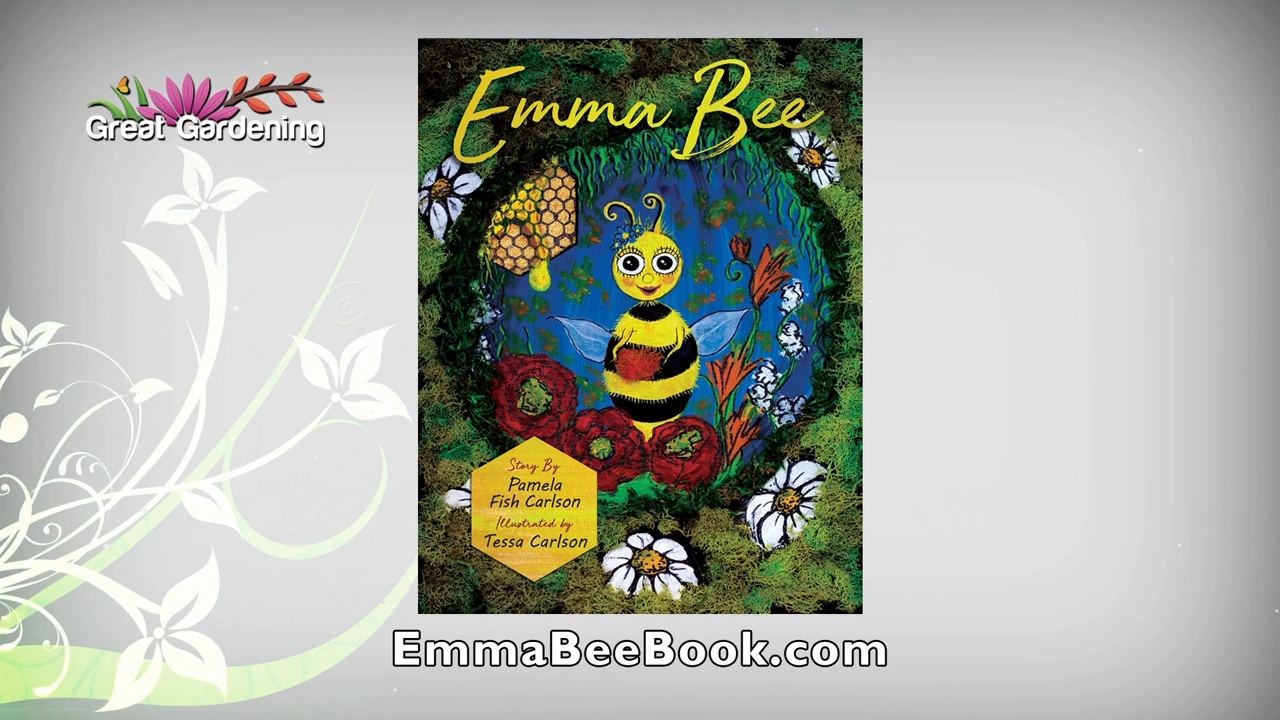 Great Gardening
Emma Bee
Story By
Pamela
Fish Carlson
Illustrated by
Tessa Carlson
EmmaBeeBook.com